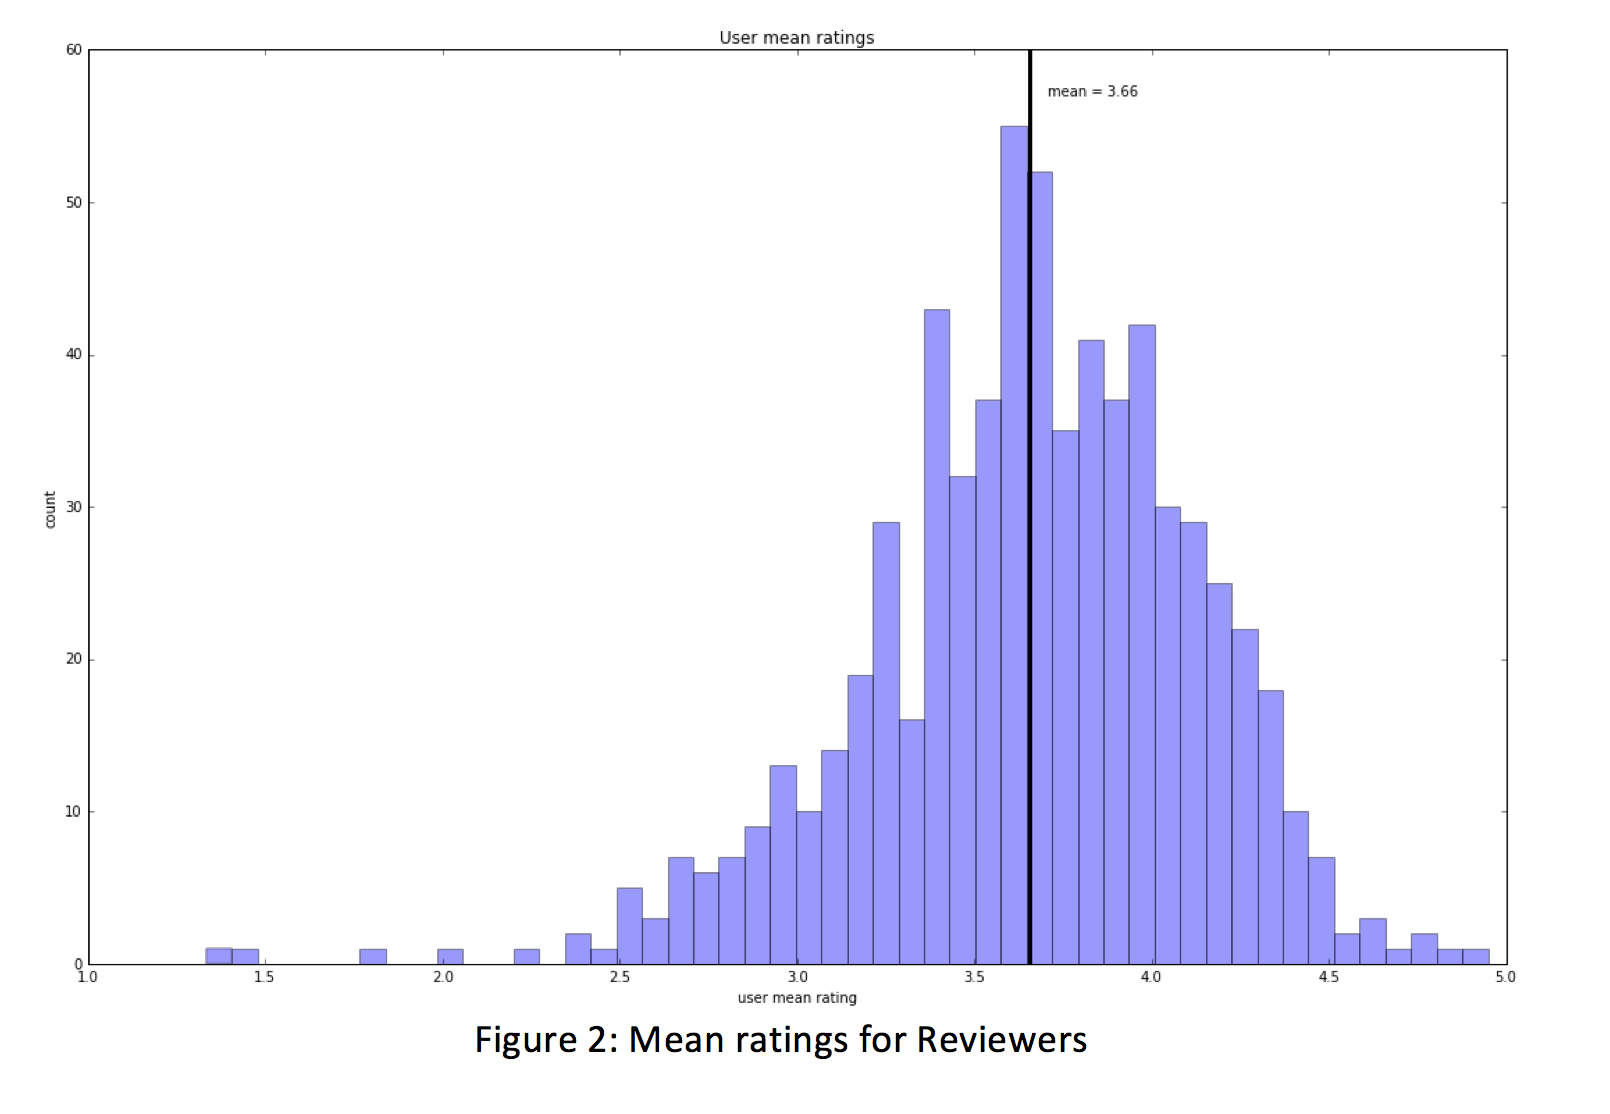 User mean ratings
60
mean = 3.66
50
40
30
20
10
0
count
1.0 1.5 2.0 2.5 3.0 3.5 4.0 4.5 5.0
user mean rating
Figure 2: Mean ratings for Reviewers